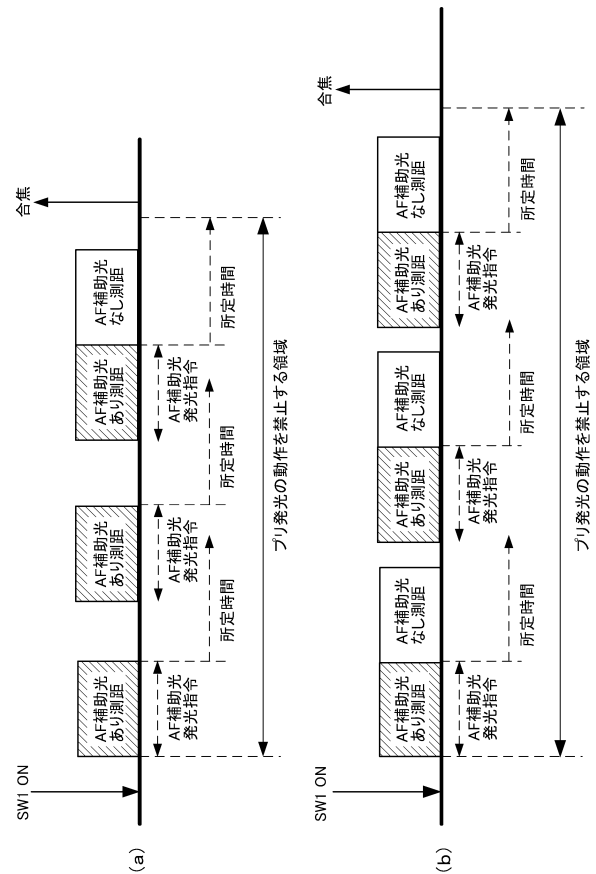 (a)
SW1 ON
AF補助光
あり測距
AF補助光
発光指令
所定時間
AF補助光
あり測距
AF補助光
発光指令
所定時間
AF補助光
あり測距
AF補助光
なし測距
AF補助光
発光指令
所定時間
合焦
プリ発光の動作を禁止する領域
(b)
SW1 ON
AF補助光
あり測距
AF補助光
なし測距
AF補助光
発光指令
所定時間
AF補助光
あり測距
AF補助光
なし測距
AF補助光
発光指令
所定時間
AF補助光
あり測距
AF補助光
なし測距
AF補助光
発光指令
所定時間
合焦
プリ発光の動作を禁止する領域